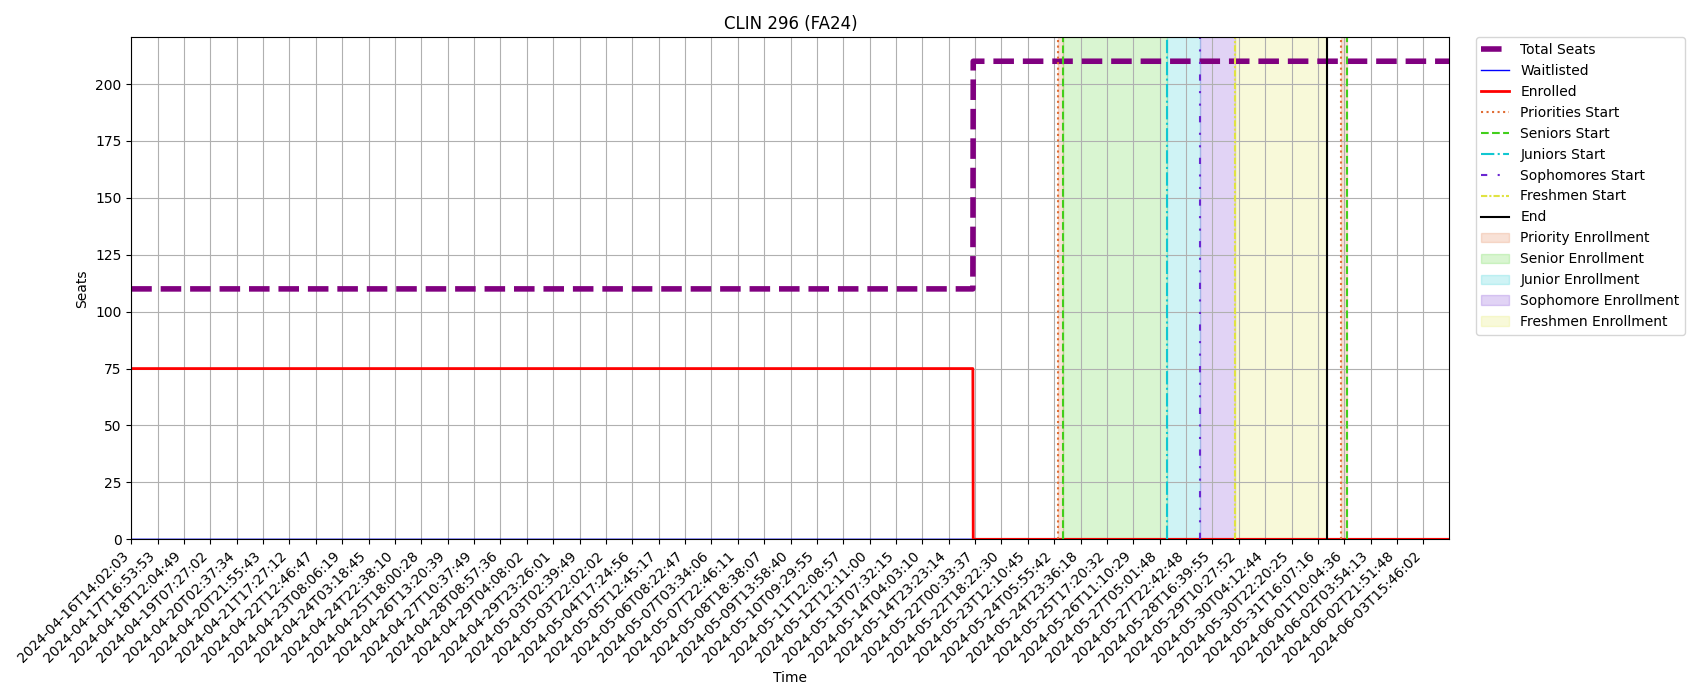 CLIN 296 (FA24)
Seats
200
175
150
125
100
75
50
25
0
2024-04-16T14:02:03
2024-04-17T16:53:53
2024-04-18T12:04:49
2024-04-19T07:27:02
2024-04-20T02:37:34
2024-04-20T21:55:43
2024-04-21T17:27:12
2024-04-22T12:46:47
2024-04-23T08:06:19
2024-04-24T03:18:45
2024-04-24T22:38:10
2024-04-25T18:00:28
2024-04-26T13:20:39
2024-04-27T10:37:49
2024-04-28T08:57:36
2024-04-29T04:08:02
2024-04-29T23:26:01
2024-05-03T02:39:49
2024-05-03T22:02:02
2024-05-04T17:24:56
2024-05-05T12:45:17
2024-05-06T08:22:47
2024-05-07T03:34:06
2024-05-07T22:46:11
2024-05-08T18:38:07
2024-05-09T13:58:40
2024-05-10T09:29:55
2024-05-11T12:08:57
2024-05-12T12:11:00
2024-05-13T07:32:15
2024-05-14T04:03:10
2024-05-14T23:23:14
2024-05-22T00:33:37
2024-05-22T18:22:30
2024-05-23T12:10:45
2024-05-24T05:55:42
2024-05-24T23:36:18
2024-05-25T17:20:32
2024-05-26T11:10:29
2024-05-27T05:01:48
2024-05-27T22:42:48
2024-05-28T16:39:55
2024-05-29T10:27:52
2024-05-30T04:12:44
2024-05-30T22:20:25
2024-05-31T16:07:16
2024-06-01T10:04:36
2024-06-02T03:54:13
2024-06-02T21:51:48
2024-06-03T15:46:02
Time
Total Seats
Waitlisted
Enrolled
Priorities Start
Seniors Start
Juniors Start
Sophomores Start
Freshmen Start
End
Priority Enrollment
Senior Enrollment
Junior Enrollment
Sophomore Enrollment
Freshmen Enrollment